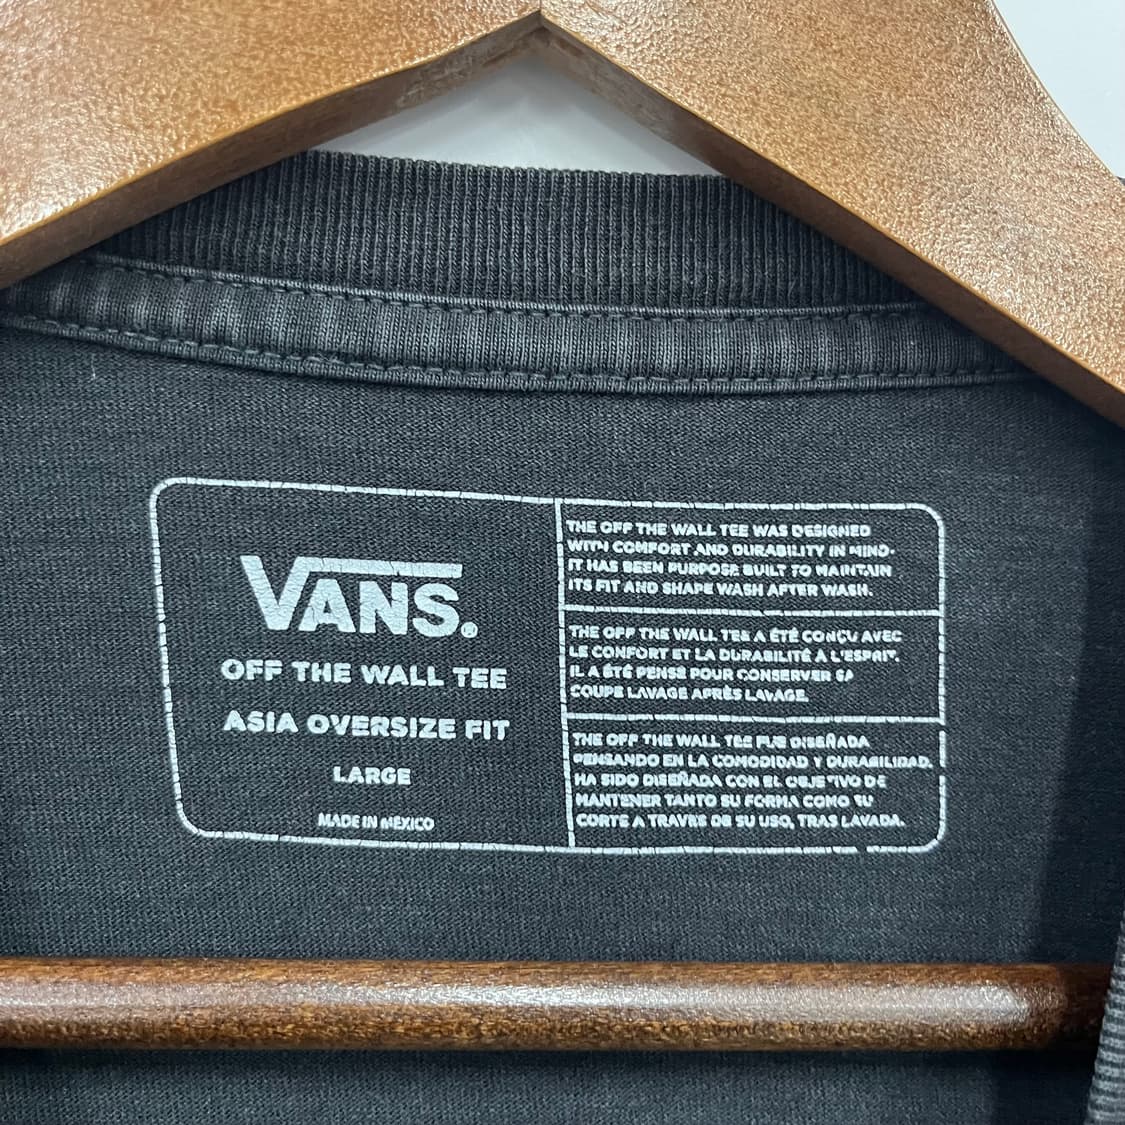 VANS®
OFF THE WALL TEE
ASIA OVERSIZE FIT
LARGE
MADE IN MEXICO
THE OFF THE WALL TEE WAS DESIGNED
WITH COMFORT AND DURABILITY IN MIND.
IT HAS BEEN PURPOSE BUILT TO MAINTAIN
ITS FIT AND SHAPE WASH AFTER WASH.
THE OFF THE WALL TEE A ÉTÉ CONÇU AVEC
LE CONFORT ET LA DURABILITÉ A L'ESPRIT.
IL A ÉTÉ PENSE POUR CONSERVER SA
COUPE LAVAGE APRÈS LAVAGE.
THE OFF THE WALL TEE FUE DISEÑADA
PENSANDO EN LA COMODIDAD Y DURABILIDAD.
HA SIDO DISEÑADA CON EL OBJETIVO DE
MANTENER TANTO SU FORMA COMO SU
CORTE A TRAVES DE SU USO, TRAS LAVADA.